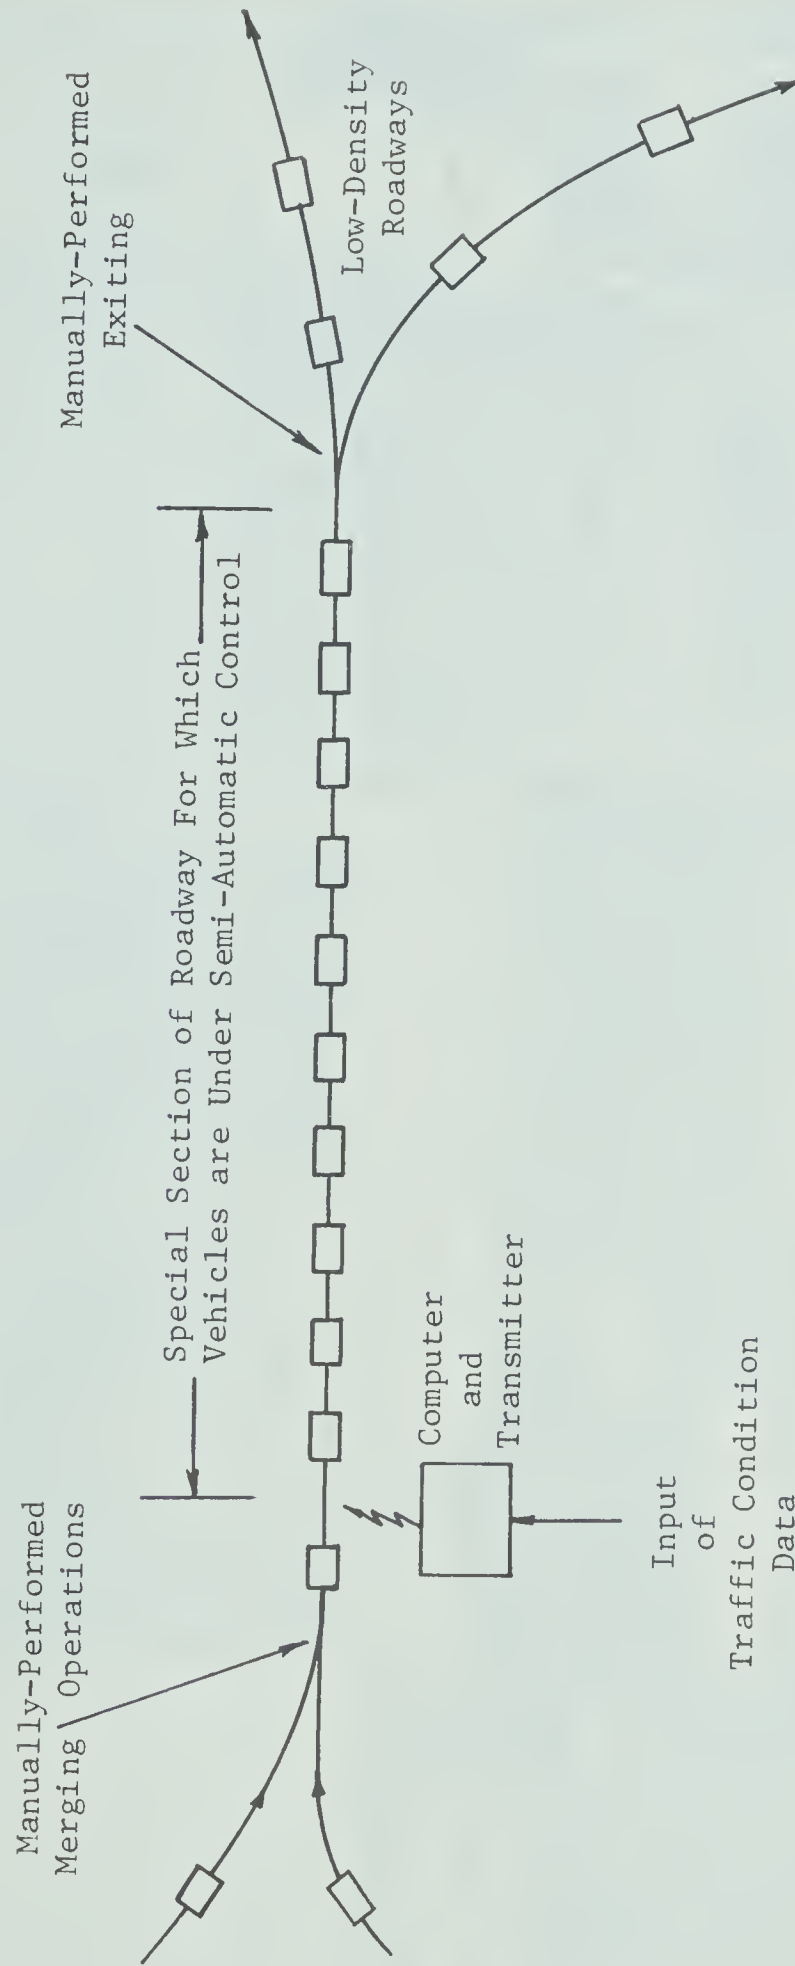 Manually-Performed
Merging Operations
Special Section of Roadway For Which
Vehicles are Under Semi-Automatic Control
Manually-Performed
Exiting
Low-Density
Roadways
Computer
and
Transmitter
Input
of
Traffic Condition
Data